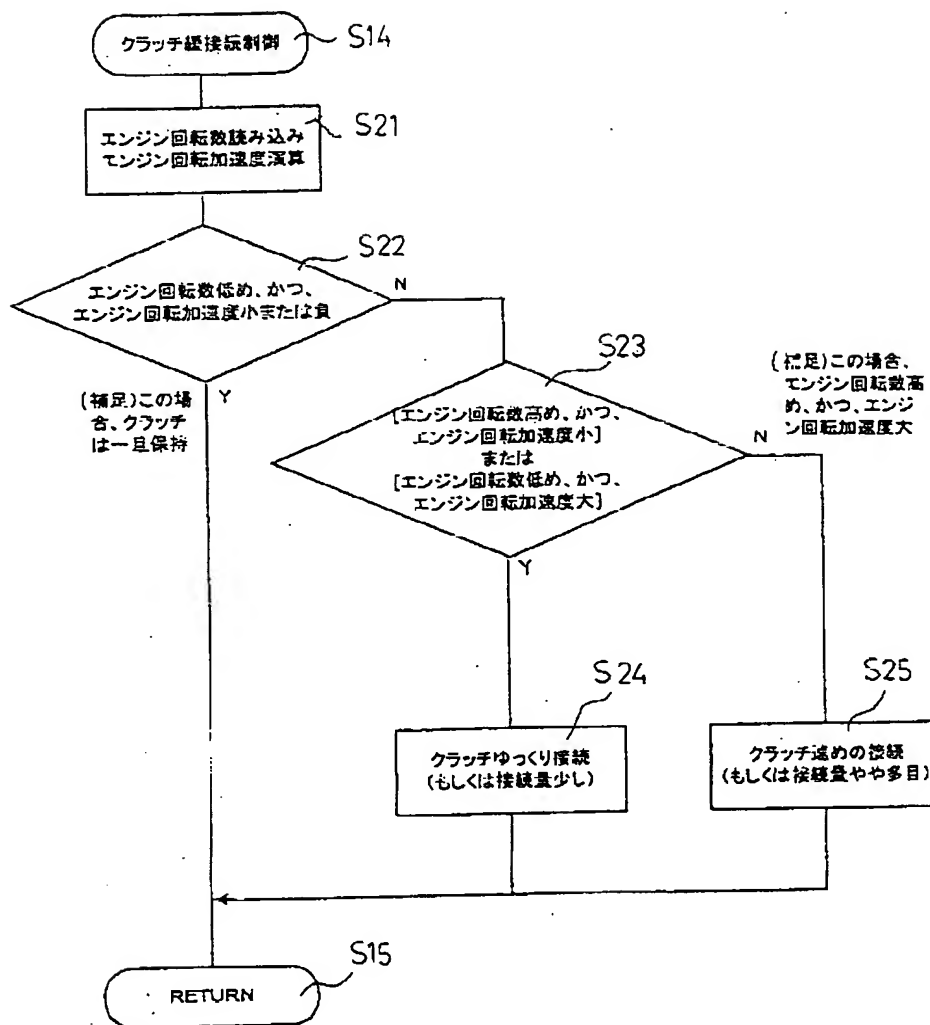 クラッチ緩接続制御
S14
エンジン回転数読み込み
エンジン回転加速度演算
S21
S22
エンジン回転数低め、かつ、
エンジン回転加速度小または負
N
Y
(補足)この場
合、クラッチ
は一旦保持
S23
[エンジン回転数高め、かつ、
エンジン回転加速度小]
または
[エンジン回転数低め、かつ、
エンジン回転加速度大]
N
Y
(補足)この場合、
エンジン回転数高
め、かつ、エンジ
ン回転加速度大
S24
クラッチゆっくり接続
(もしくは接続量少し)
S25
クラッチ速めの接続
(もしくは接続量やや多目)
S15
RETURN